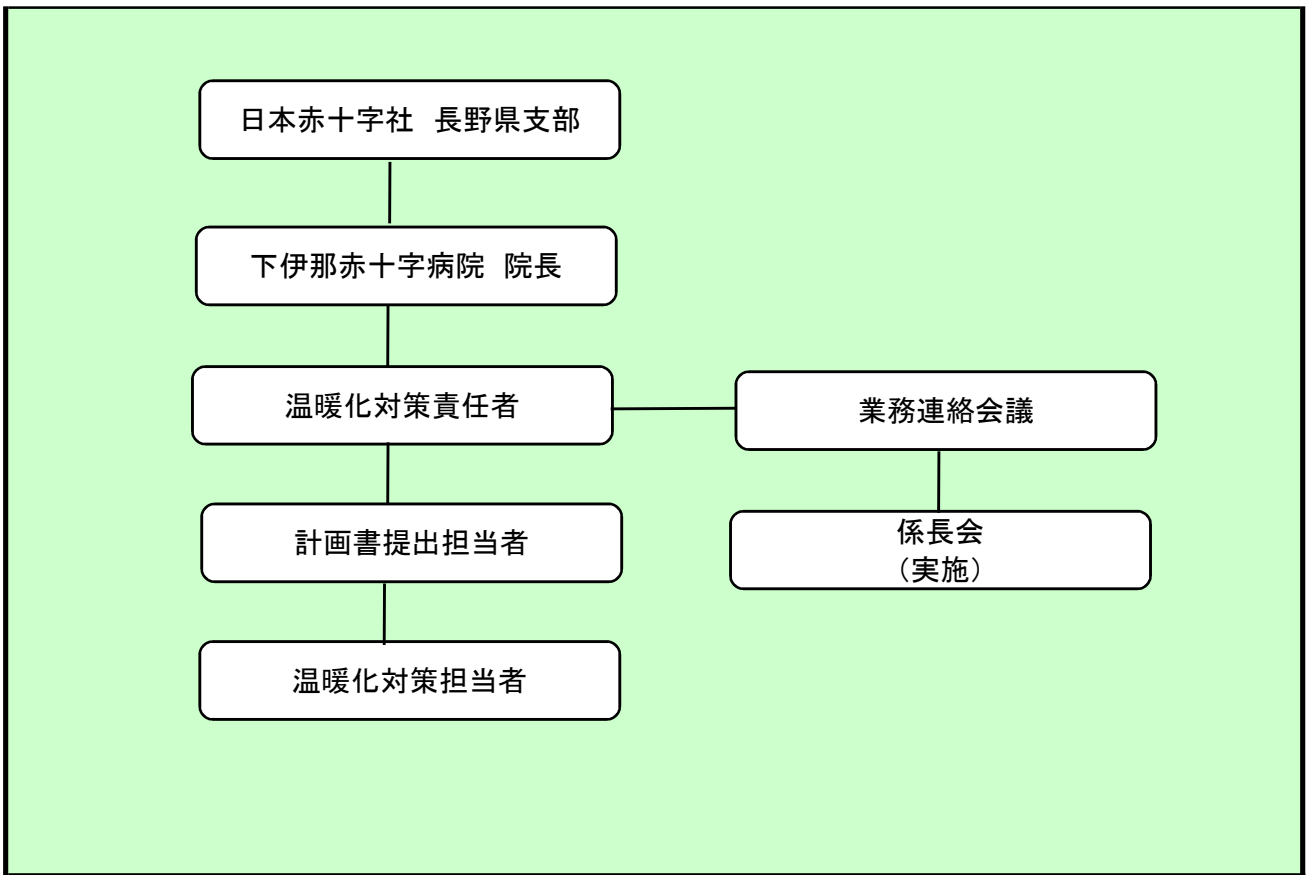 日本赤十字社　長野県支部
下伊那赤十字病院　院長
温暖化対策責任者
業務連絡会議
計画書提出担当者
係長会
（実施）
温暖化対策担当者